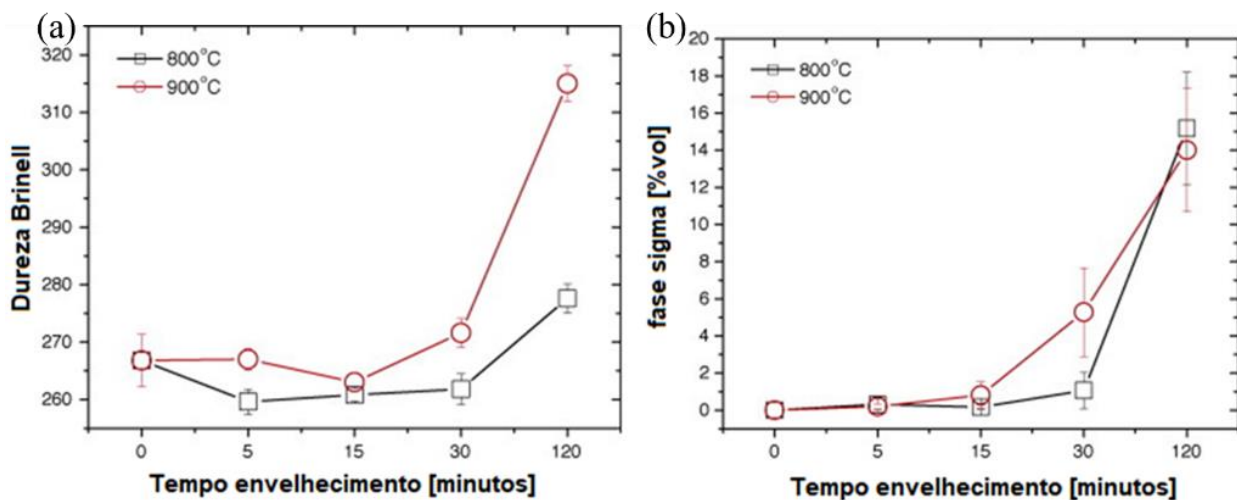 (a)
320
310
300
290
280
270
260
800°C
900°C
Dureza Brinell
0 5 15 30 120
Tempo envelhecimento [minutos]
(b)
20
18
16
14
12
10
8
6
4
2
0
800°C
900°C
fase sigma [%vol]
0 5 15 30 120
Tempo envelhecimento [minutos]